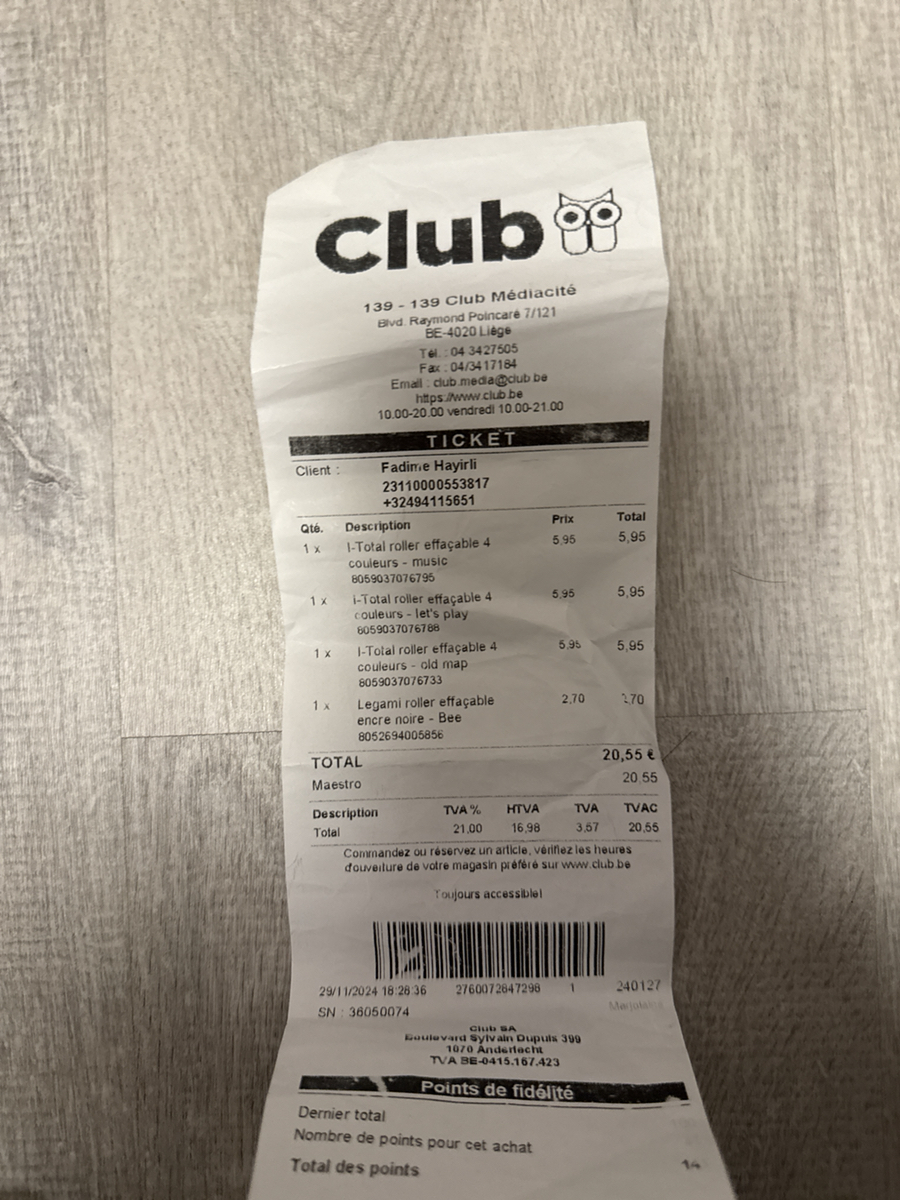 Club
139 - 139 Club Médiacité
Blvd. Raymond Poincaré 7/121
BE-4020 Liège
Tél. : 04 3427505
Fax : 04/3417184
Email : club.media@club.be
https://www.club.be
10.00-20.00 vendredi 10.00-21.00
TICKET
Client : Fadime Hayirli
23110000553817
+32494115651
Qté. Description Prix Total
1 x I-Total roller effaçable 4 5,95 5,95
couleurs - music
8059037076795
1 x I-Total roller effaçable 4 5,95 5,95
couleurs - let's play
8059037076788
1 x I-Total roller effaçable 4 5,95 5,95
couleurs - old map
8059037076733
1 x Legami roller effaçable 2,70 2,70
encre noire - Bee
8052694005856
TOTAL 20,55 €
Maestro 20,55
Description TVA % HTVA TVA TVAC
Total 21.00 16,98 3,57 20,55
Commandez ou réservez un article, vérifiez les heures
d'ouverture de votre magasin préféré sur www.club.be
Toujours accessible!
29/11/2024 18:28:36 2760072847298 1 240127
SN : 36050074
Club SA
Boulevard Sylvain Dupuis 399
1070 Anderlecht
TVA BE-0415.167.423
Points de fidélité
Dernier total
Nombre de points pour cet achat
Total des points